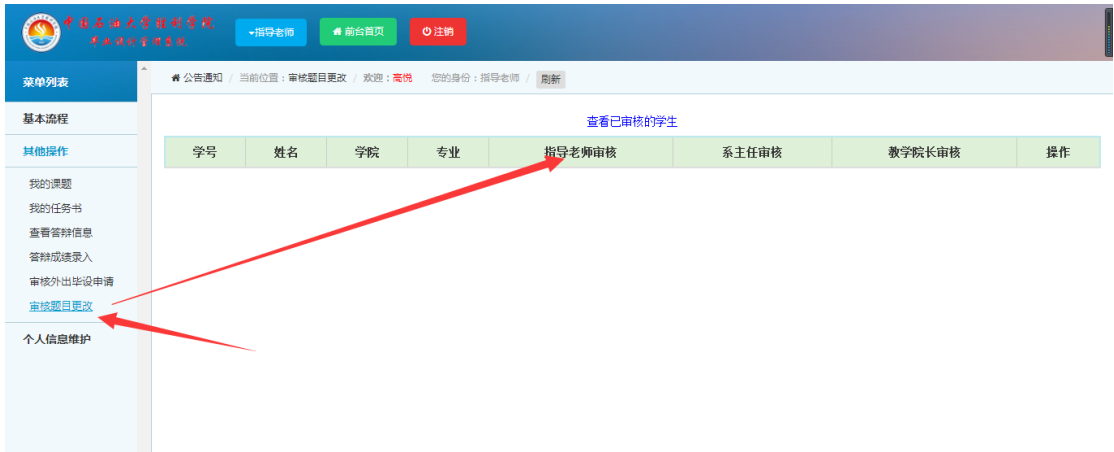 中国石油大学胜利学院
毕业设计管理系统
指导老师
前台首页
注销
菜单列表
公告通知 / 当前位置：审核题目更改 / 欢迎：高悦 您的身份：指导老师 / 刷新
基本流程
查看已审核的学生
其他操作
学号 姓名 学院 专业 指导老师审核 系主任审核 教学院长审核 操作
我的课题
我的任务书
查看答辩信息
答辩成绩录入
审核外出毕设申请
审核题目更改
个人信息维护